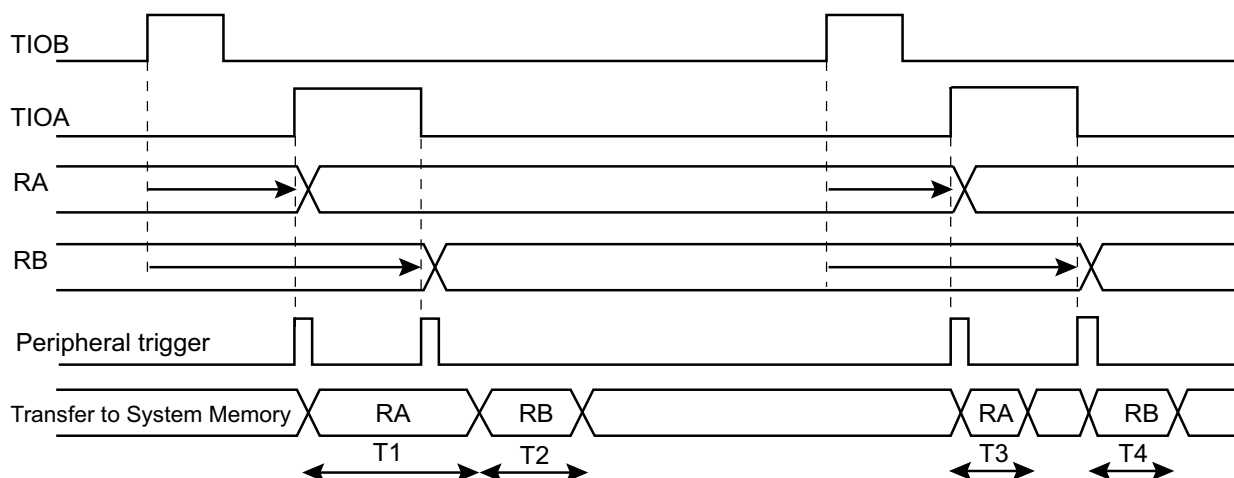 TIOB
TIOA
RA
RB
Peripheral trigger
Transfer to System Memory RA RB RA RB
T1 T2 T3 T4